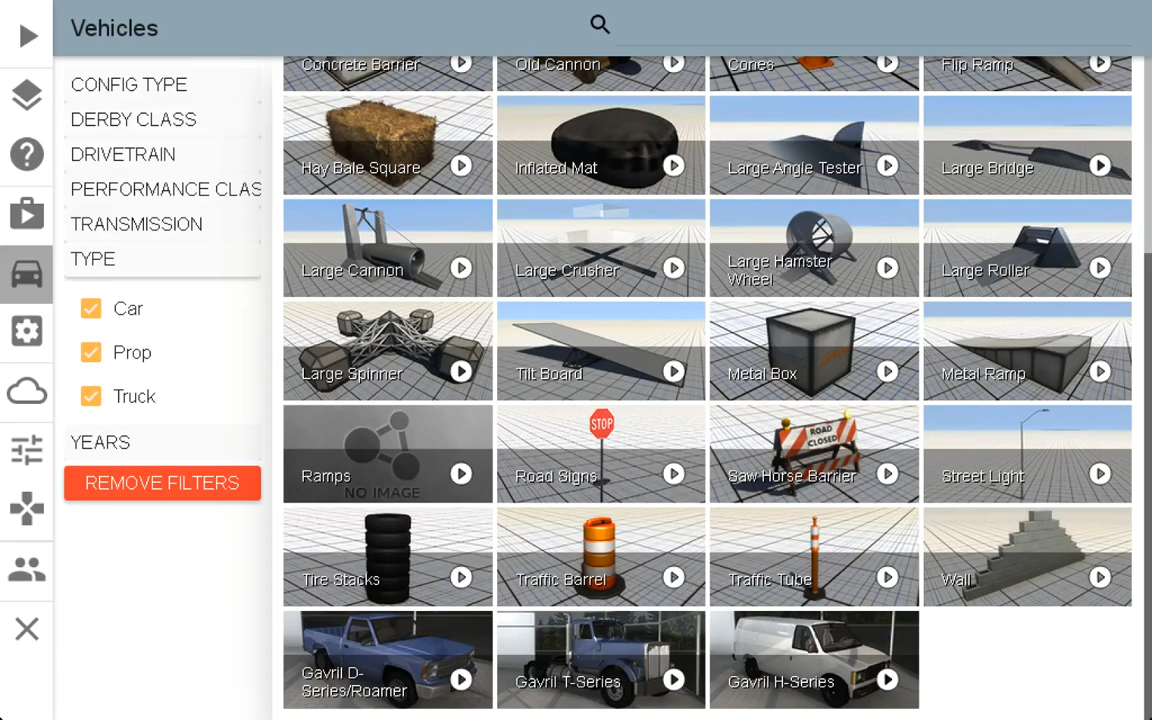 Vehicles
CONFIG TYPE
DERBY CLASS
DRIVETRAIN
PERFORMANCE CLAS
TRANSMISSION
TYPE
Car
Prop
Truck
YEARS
REMOVE FILTERS
Concrete Barrier
Old Cannon
Cones
Flip Ramp
Hay Bale Square
Inflated Mat
Large Angle Tester
Large Bridge
Large Cannon
Large Crusher
Large Hamster
Wheel
Large Roller
Large Spinner
Tilt Board
Metal Box
Metal Ramp
Ramps
NO IMAGE
STOP
Road Signs
ROAD
CLOSED
Saw Horse Barrier
Street Light
Tire Stacks
Traffic Barrel
Traffic Tube
Wall
Gavril D-
Series/Roamer
Gavril T-Series
Gavril H-Series